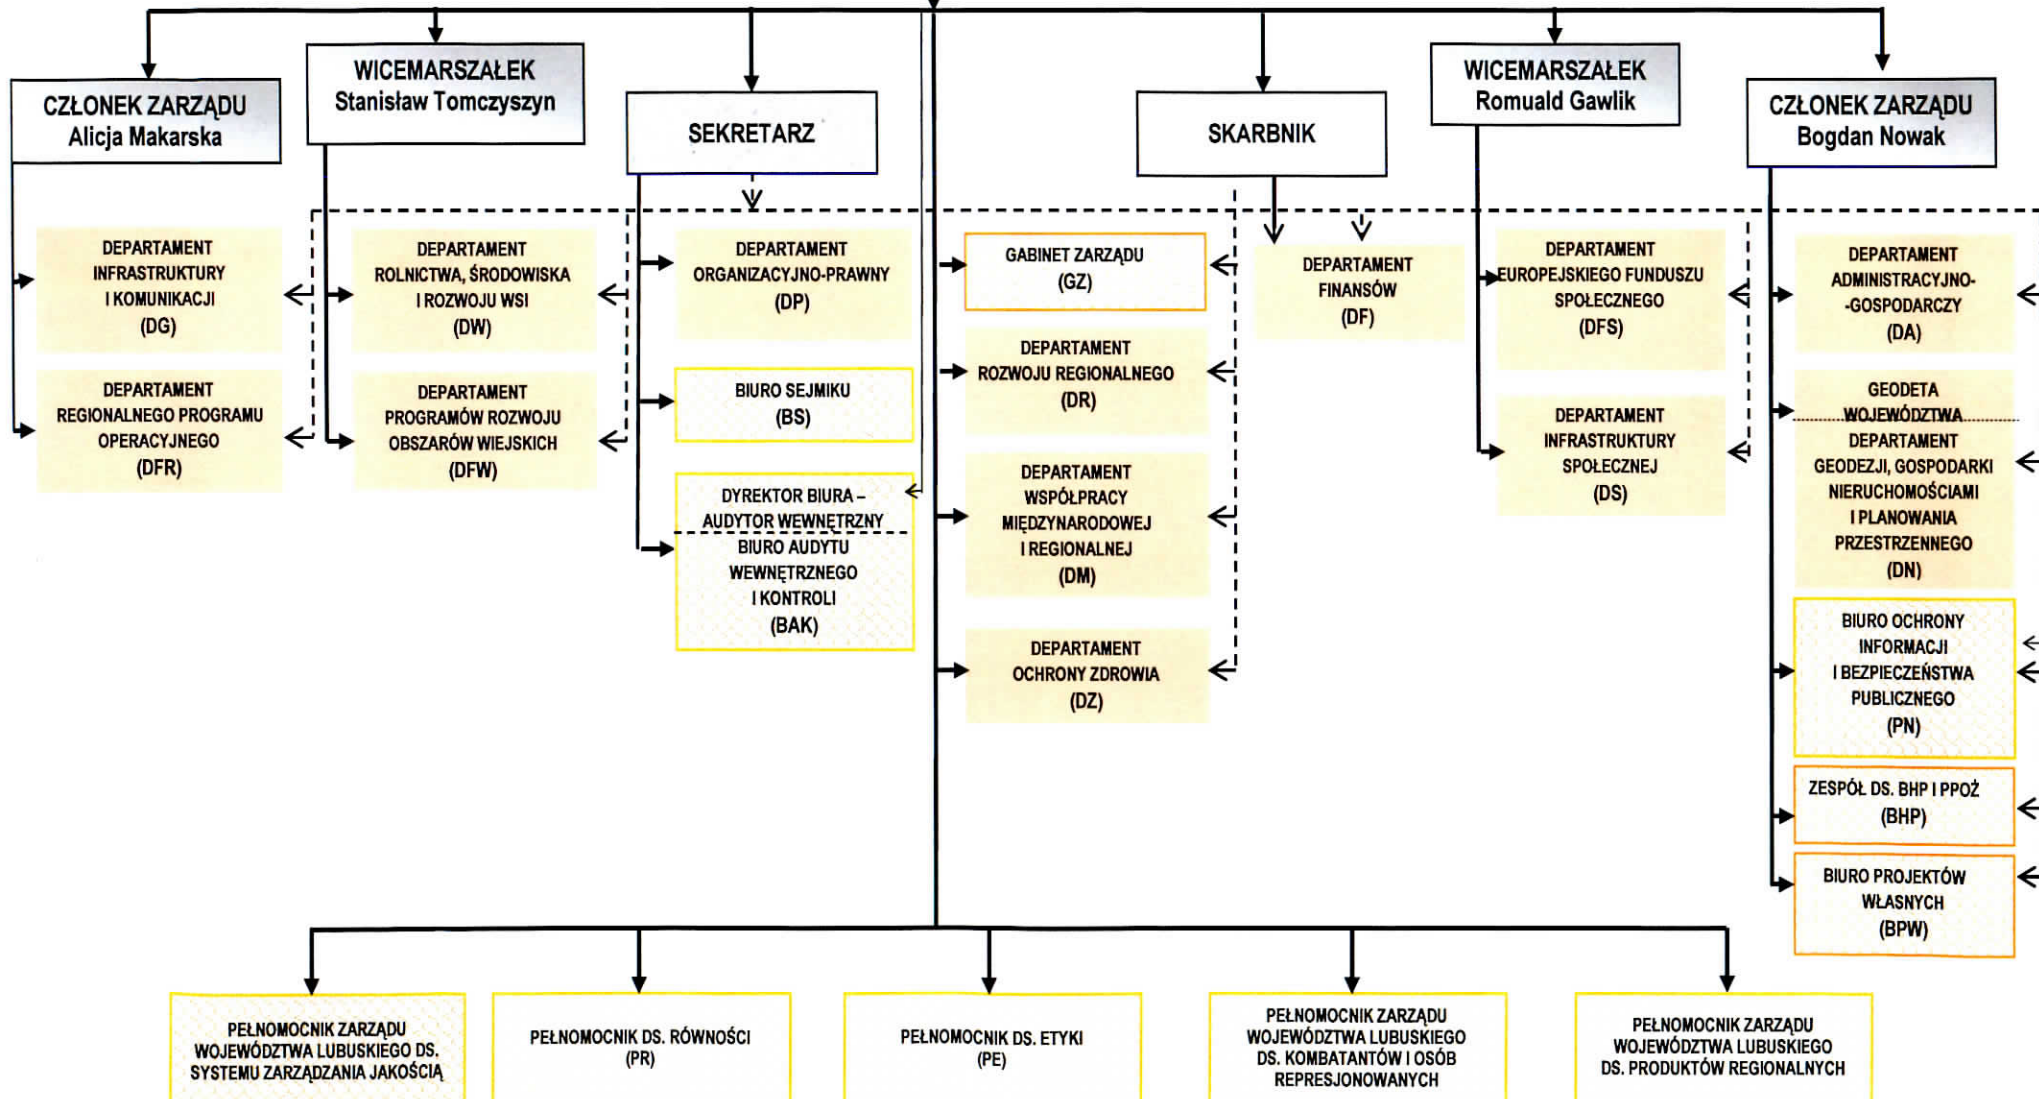 CZŁONEK ZARZĄDU
Alicja Makarska
WICEMARSZAŁEK
Stanisław Tomczyszyn
SEKRETARZ
SKARBNIK
WICEMARSZAŁEK
Romuald Gawlik
CZŁONEK ZARZĄDU
Bogdan Nowak
DEPARTAMENT
INFRASTRUKTURY
I KOMUNIKACJI
(DG)
DEPARTAMENT
REGIONALNEGO PROGRAMU
OPERACYJNEGO
(DFR)
DEPARTAMENT
ROLNICTWA, ŚRODOWISKA
I ROZWOJU WSI
(DW)
DEPARTAMENT
PROGRAMÓW ROZWOJU
OBSZARÓW WIEJSKICH
(DFW)
DEPARTAMENT
ORGANIZACYJNO-PRAWNY
(DP)
BIURO SEJMIKU
(BS)
DYREKTOR BIURA –
AUDYTOR WEWNĘTRZNY
BIURO AUDYTU
WEWNĘTRZNEGO
I KONTROLI
(BAK)
GABINET ZARZĄDU
(GZ)
DEPARTAMENT
ROZWOJU REGIONALNEGO
(DR)
DEPARTAMENT
WSPÓŁPRACY
MIĘDZYNARODOWEJ
I REGIONALNEJ
(DM)
DEPARTAMENT
OCHRONY ZDROWIA
(DZ)
DEPARTAMENT
FINANSÓW
(DF)
DEPARTAMENT
EUROPEJSKIEGO FUNDUSZU
SPOŁECZNEGO
(DFS)
DEPARTAMENT
INFRASTRUKTURY
SPOŁECZNEJ
(DS)
DEPARTAMENT
ADMINISTRACYJNO-
-GOSPODARCZY
(DA)
GEODETA
WOJEWÓDZTWA
DEPARTAMENT
GEODEZJI, GOSPODARKI
NIERUCHOMOŚCIAMI
I PLANOWANIA
PRZESTRZENNEGO
(DN)
BIURO OCHRONY
INFORMACJI
I BEZPIECZEŃSTWA
PUBLICZNEGO
(PN)
ZESPÓŁ DS. BHP I PPOŻ
(BHP)
BIURO PROJEKTÓW
WŁASNYCH
(BPW)
PEŁNOMOCNIK ZARZĄDU
WOJEWÓDZTWA LUBUSKIEGO DS.
SYSTEMU ZARZĄDZANIA JAKOŚCIĄ
PEŁNOMOCNIK DS. RÓWNOŚCI
(PR)
PEŁNOMOCNIK DS. ETYKI
(PE)
PEŁNOMOCNIK ZARZĄDU
WOJEWÓDZTWA LUBUSKIEGO
DS. KOMBATANTÓW I OSÓB
REPRESJONOWANYCH
PEŁNOMOCNIK ZARZĄDU
WOJEWÓDZTWA LUBUSKIEGO
DS. PRODUKTÓW REGIONALNYCH